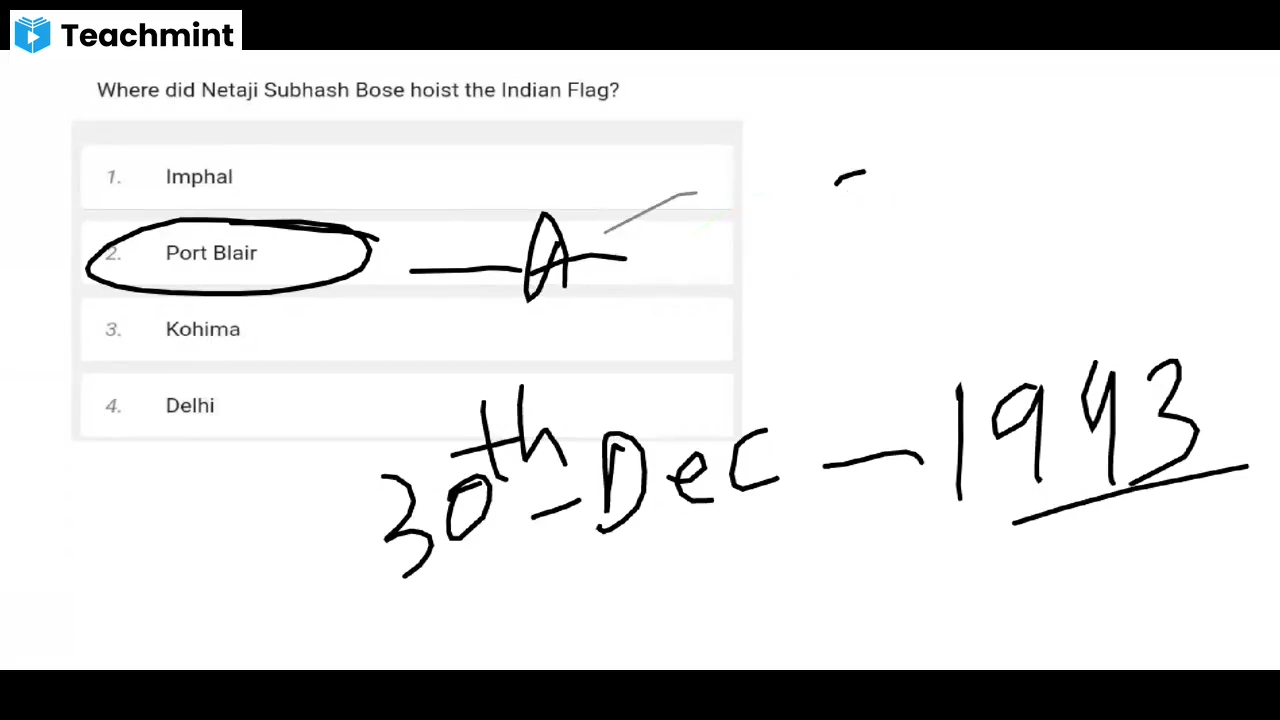 Teachmint
Where did Netaji Subhash Bose hoist the Indian Flag?
1. Imphal
2. Port Blair — A
3. Kohima
4. Delhi
30th - Dec — 1943